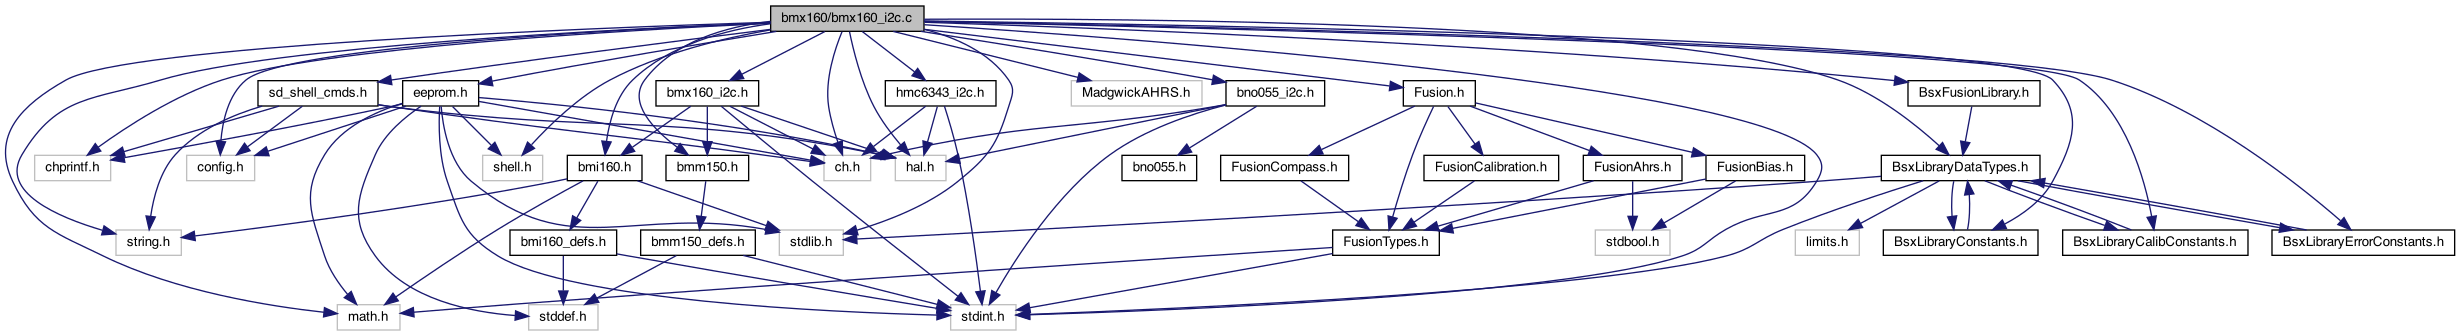 bmx160/bmx160_i2c.c
sd_shell_cmds.h
eeprom.h
bmx160_i2c.h
hmc6343_i2c.h
MadgwickAHRS.h
bno055_i2c.h
Fusion.h
BsxFusionLibrary.h
chprintf.h
config.h
shell.h
bmi160.h
bmm150.h
ch.h
hal.h
bno055.h
FusionCompass.h
FusionCalibration.h
FusionAhrs.h
FusionBias.h
BsxLibraryDataTypes.h
string.h
bmi160_defs.h
bmm150_defs.h
stdlib.h
FusionTypes.h
stdbool.h
limits.h
BsxLibraryConstants.h
BsxLibraryCalibConstants.h
BsxLibraryErrorConstants.h
math.h
stddef.h
stdint.h